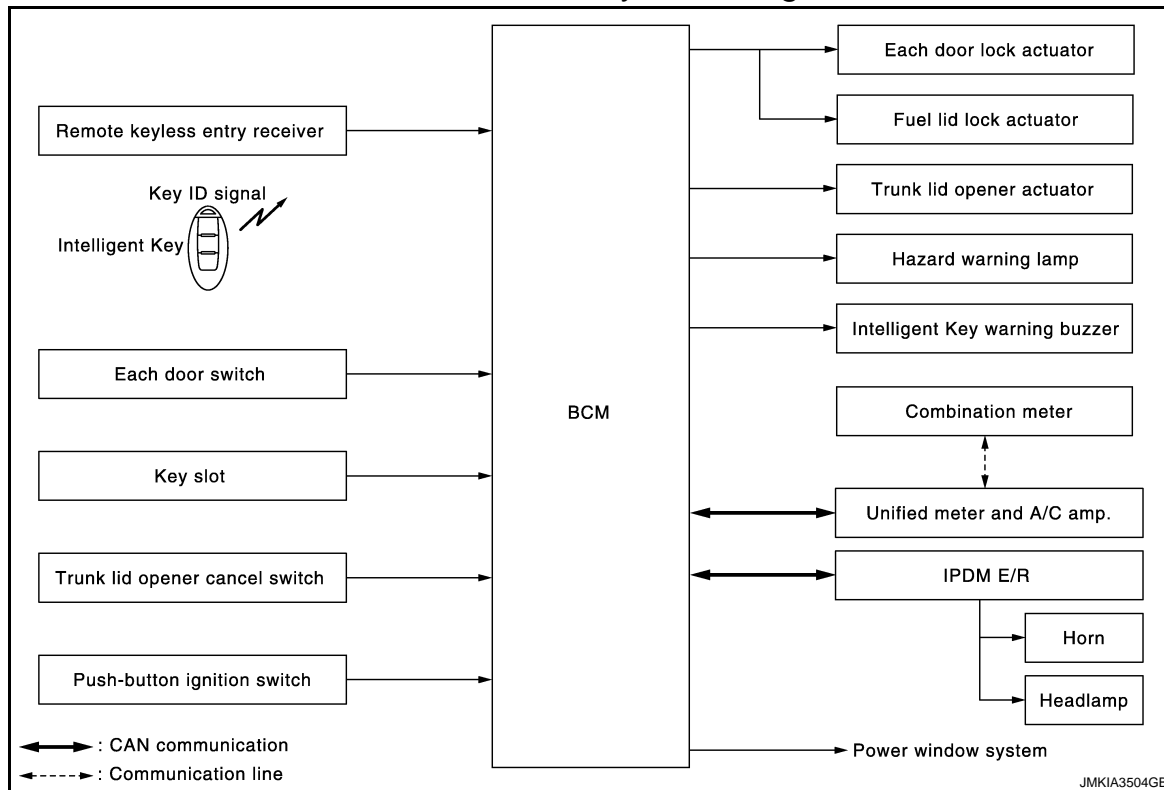 Remote keyless entry receiver
Key ID signal
Intelligent Key
Each door switch
Key slot
Trunk lid opener cancel switch
Push-button ignition switch
: CAN communication
: Communication line
BCM
Each door lock actuator
Fuel lid lock actuator
Trunk lid opener actuator
Hazard warning lamp
Intelligent Key warning buzzer
Combination meter
Unified meter and A/C amp.
IPDM E/R
Horn
Headlamp
Power window system
JMKIA3504GB